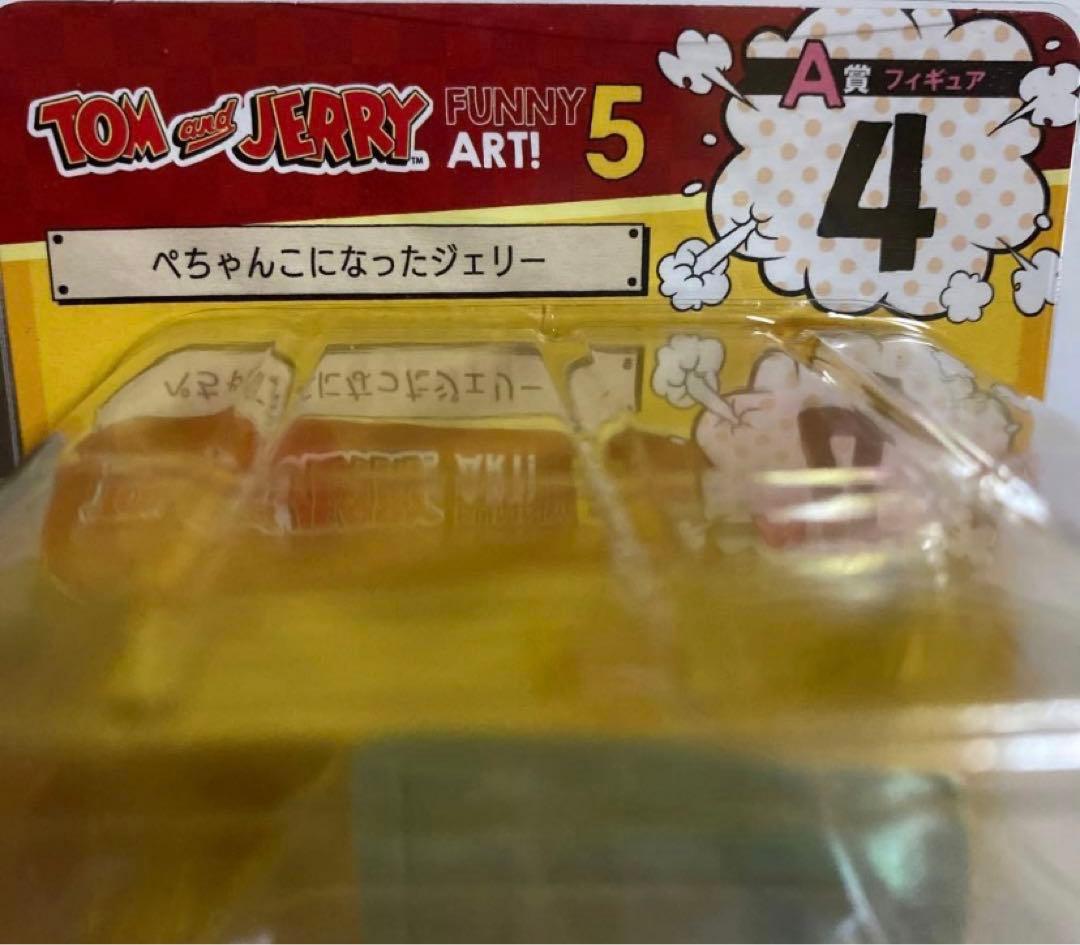 TOM and JERRY™ FUNNY ART! 5
A賞 フィギュア
4
ぺちゃんこになったジェリー